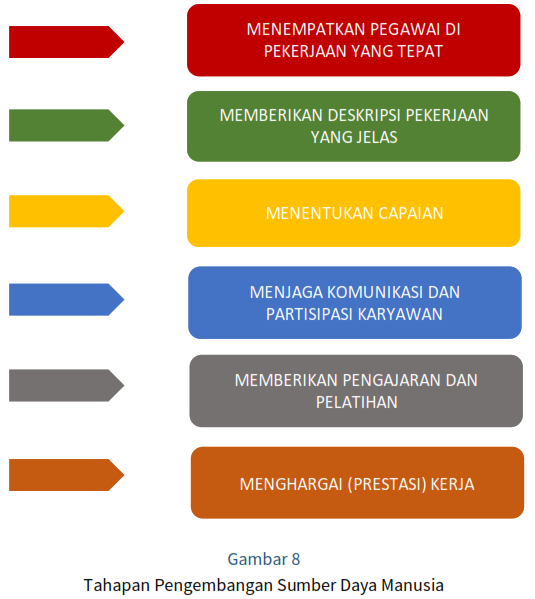 MENEMPATKAN PEGAWAI DI
PEKERJAAN YANG TEPAT
MEMBERIKAN DESKRIPSI PEKERJAAN
YANG JELAS
MENENTUKAN CAPAIAN
MENJAGA KOMUNIKASI DAN
PARTISIPASI KARYAWAN
MEMBERIKAN PENGAJARAN DAN
PELATIHAN
MENGHARGAI (PRESTASI) KERJA
Gambar 8
Tahapan Pengembangan Sumber Daya Manusia